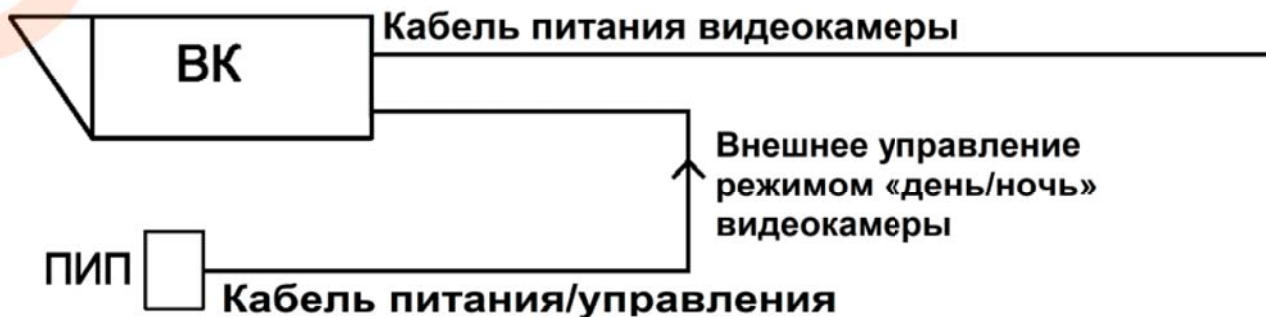 Кабель питания видеокамеры
ВК
Внешнее управление
режимом «день/ночь»
видеокамеры
ПИП
Кабель питания/управления